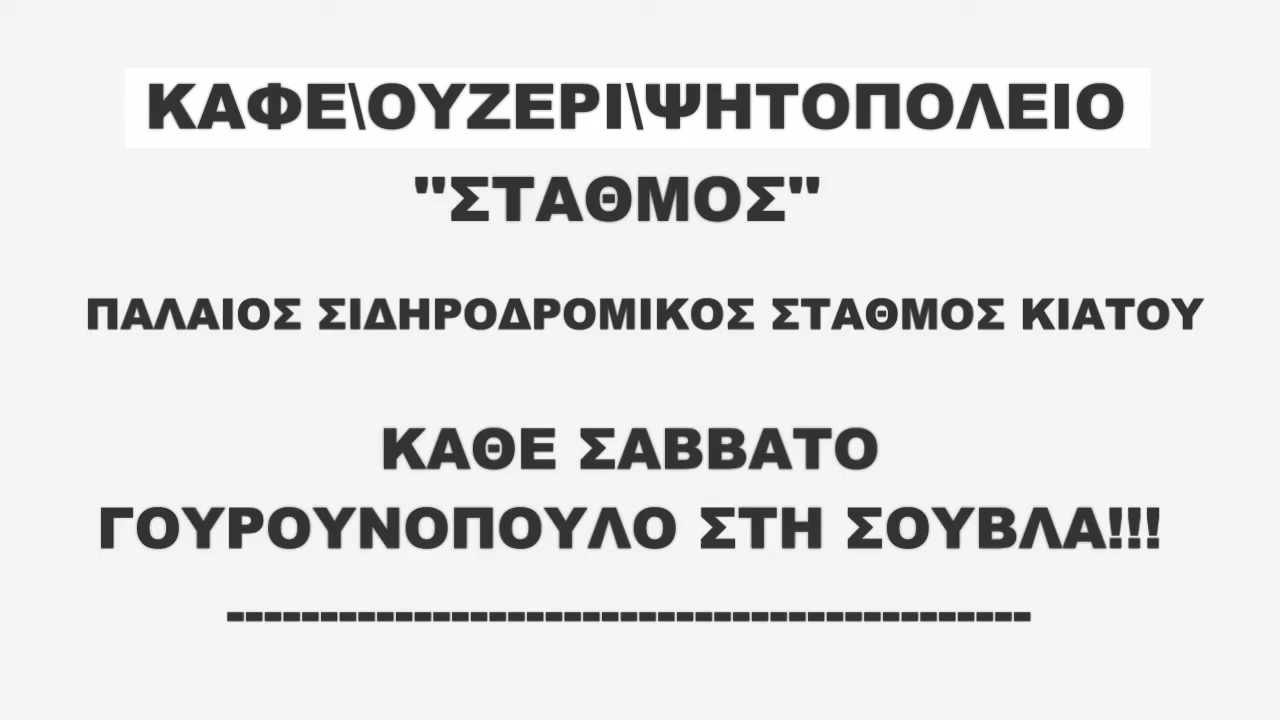 ΚΑΦΕ\ΟΥΖΕΡΙ\ΨΗΤΟΠΟΛΕΙΟ
"ΣΤΑΘΜΟΣ"
ΠΑΛΑΙΟΣ ΣΙΔΗΡΟΔΡΟΜΙΚΟΣ ΣΤΑΘΜΟΣ ΚΙΑΤΟΥ
ΚΑΘΕ ΣΑΒΒΑΤΟ
ΓΟΥΡΟΥΝΟΠΟΥΛΟ ΣΤΗ ΣΟΥΒΛΑ!!!
-------------------------------------------